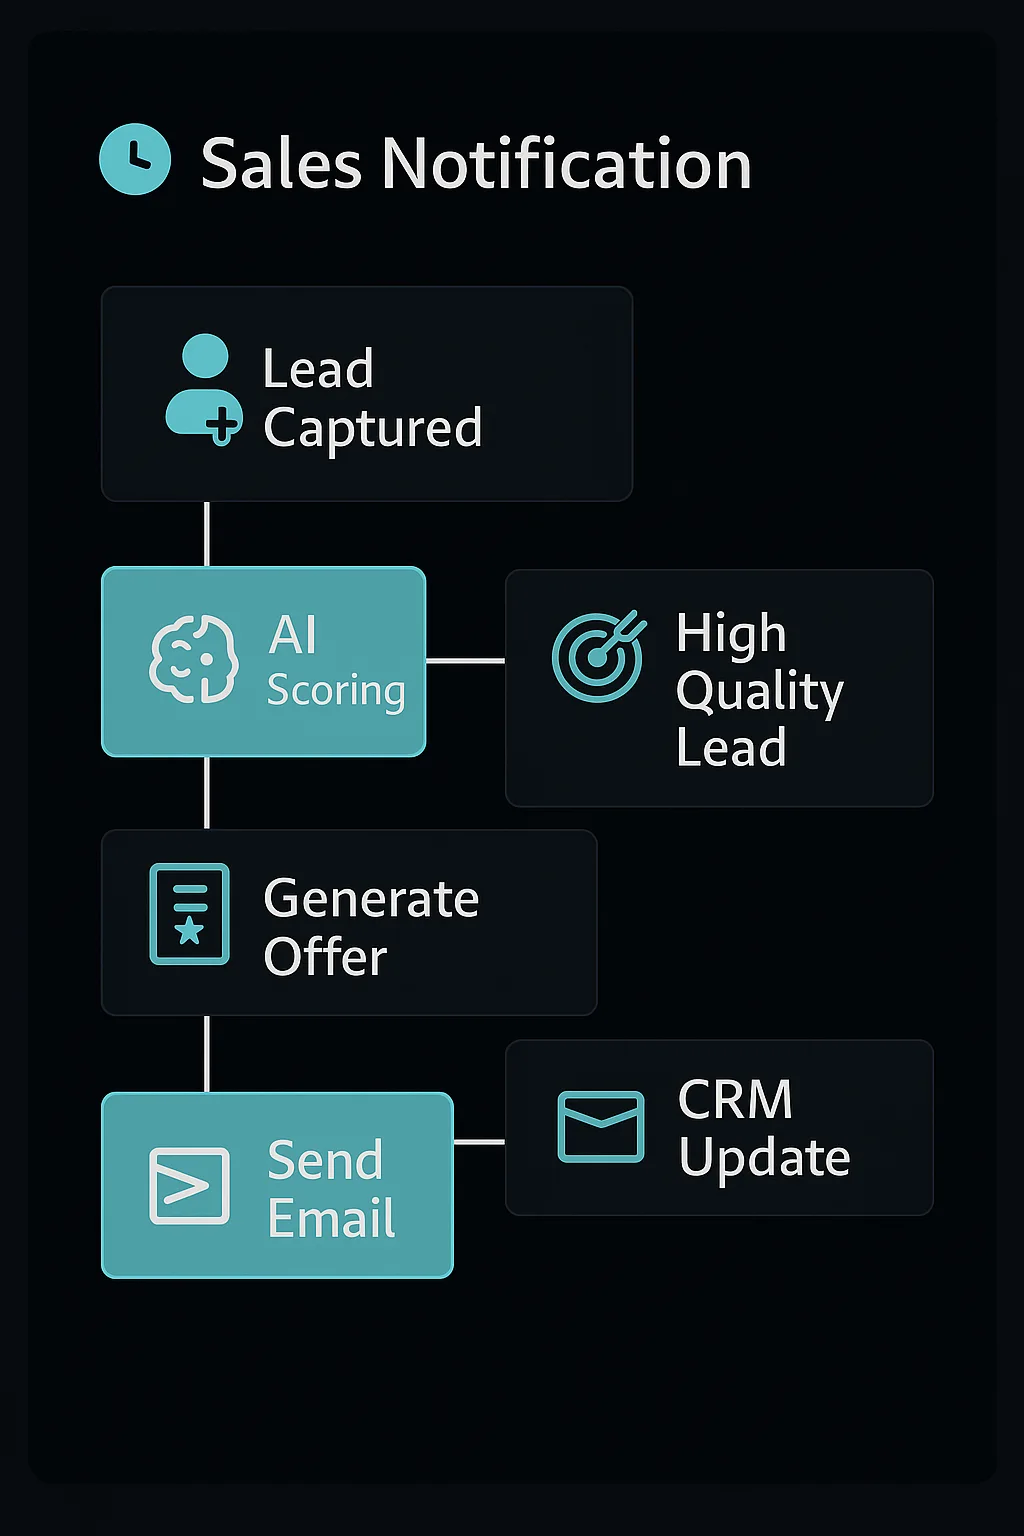 Sales Notification
Lead
Captured
AI
Scoring
High
Quality
Lead
Generate
Offer
Send
Email
CRM
Update